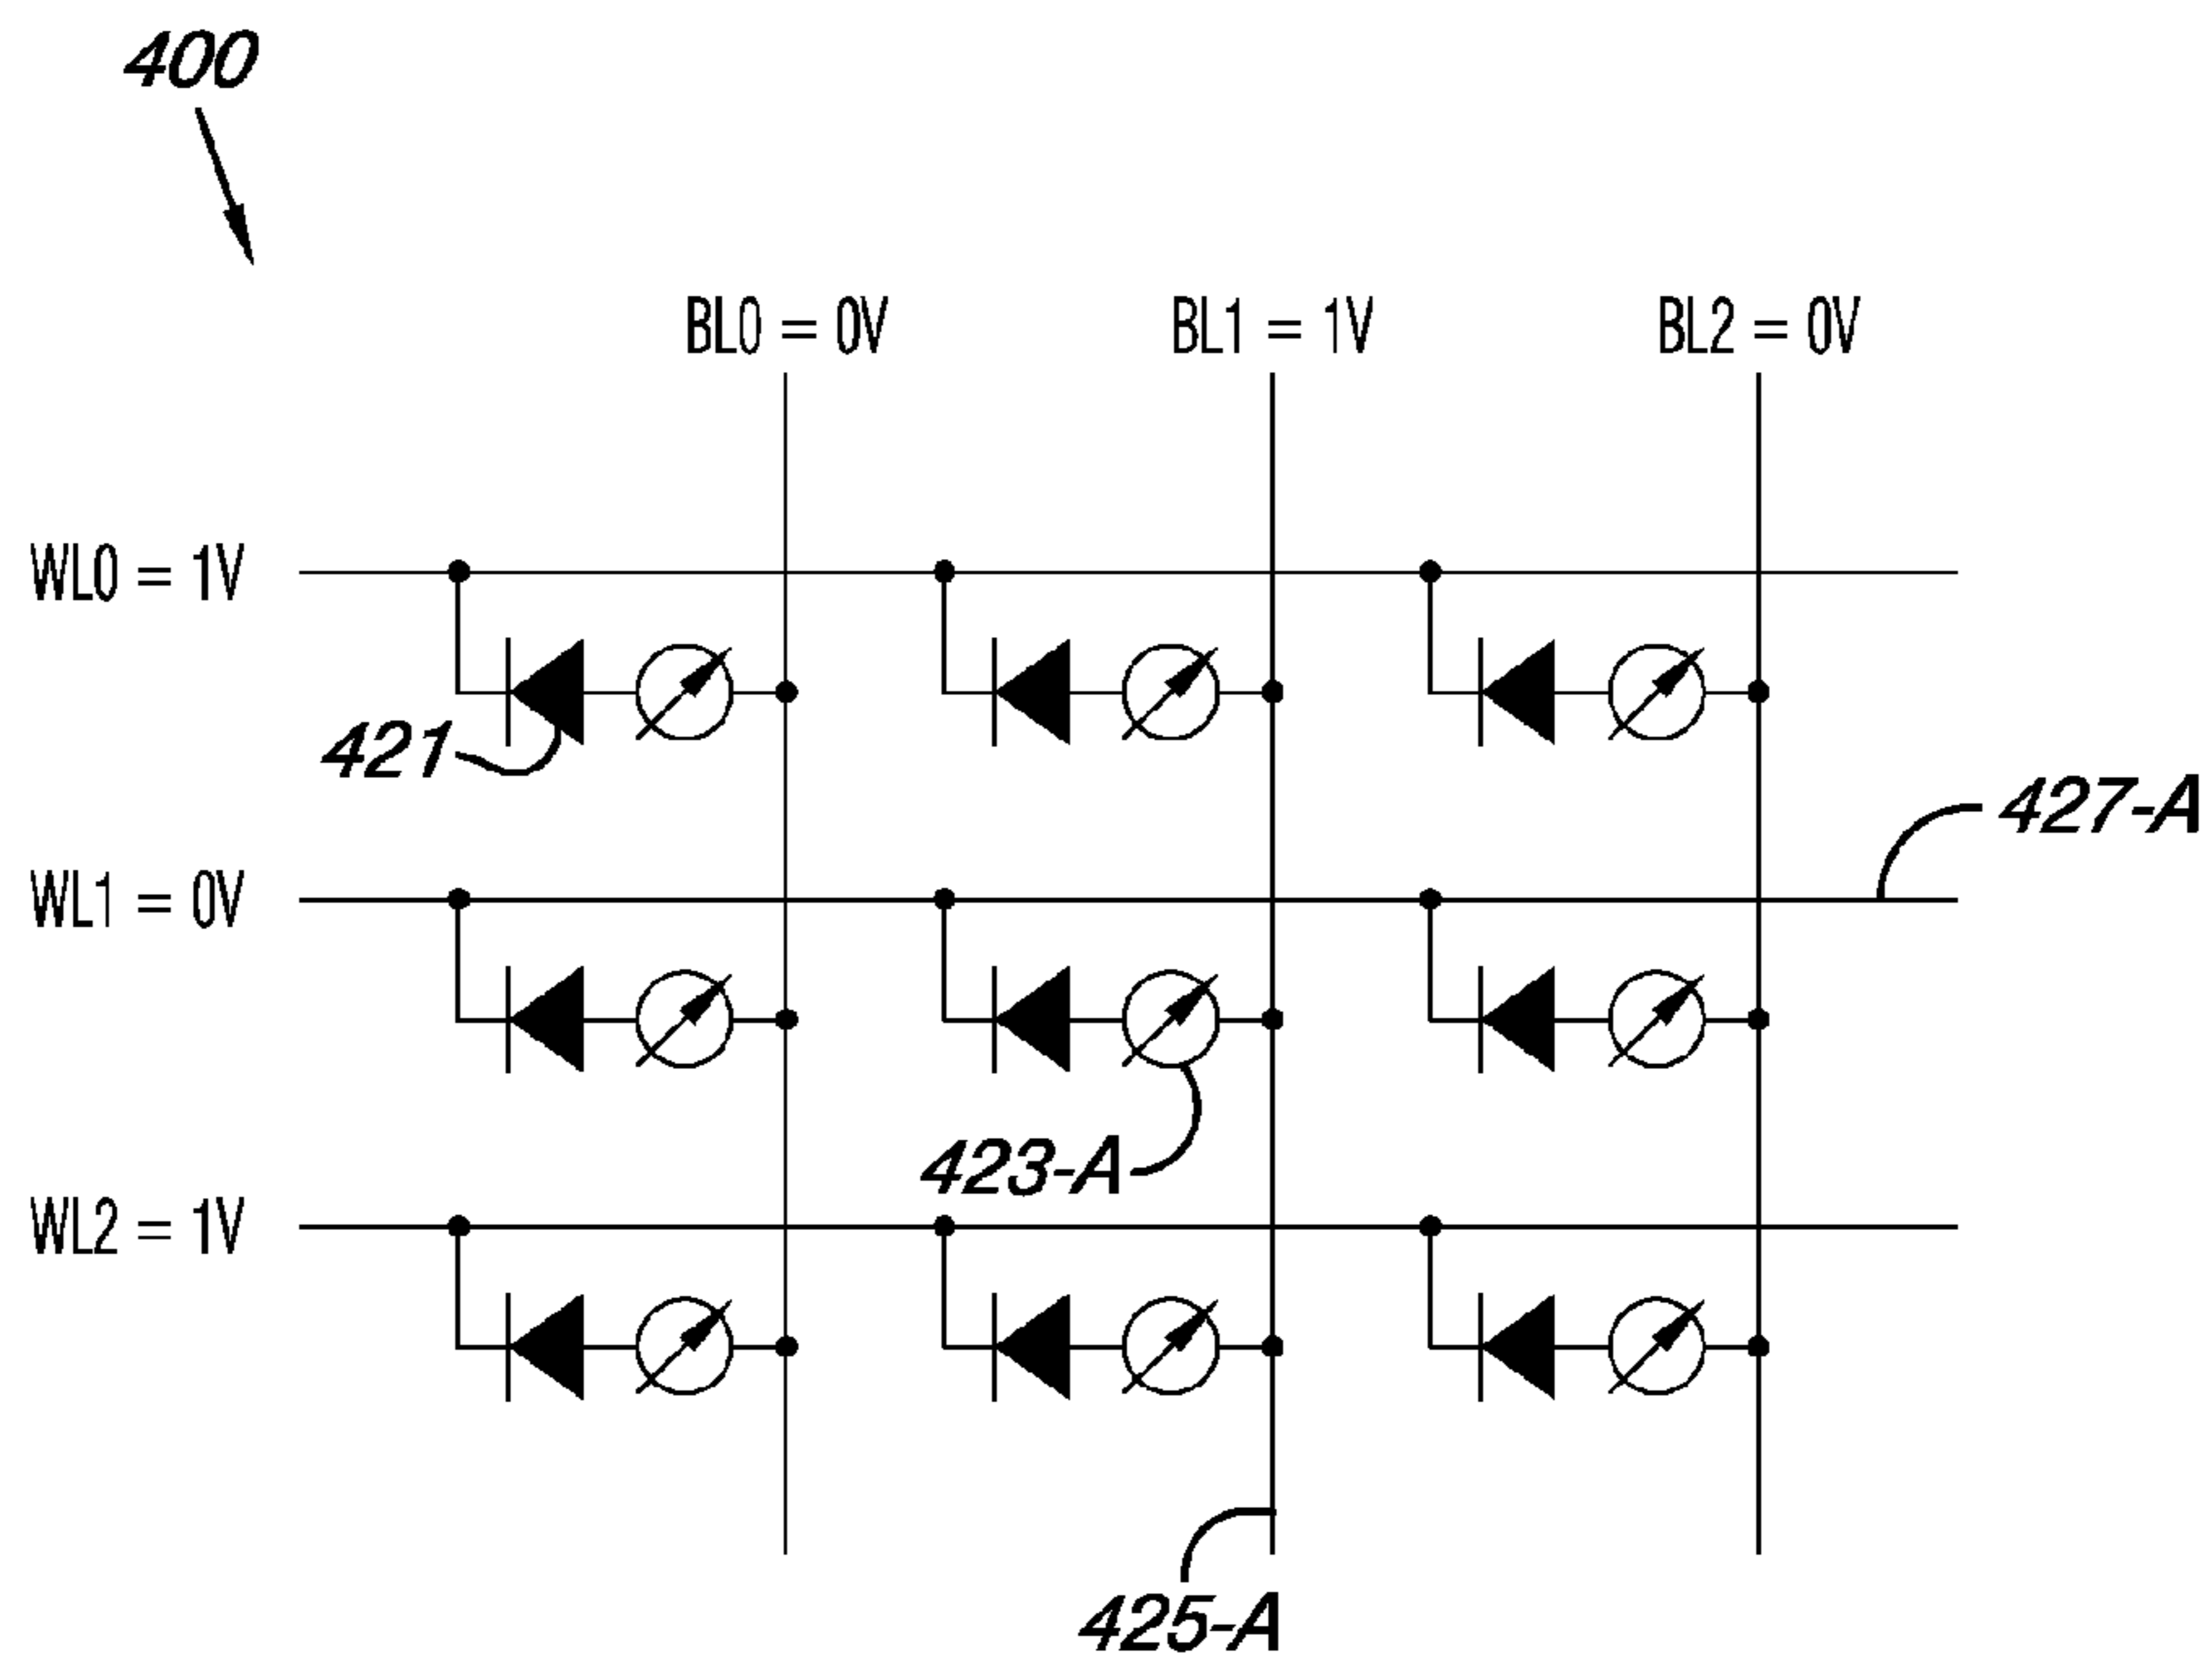 400
BL0 = 0V
BL1 = 1V
BL2 = 0V
WL0 = 1V
421
427-A
WL1 = 0V
423-A
WL2 = 1V
425-A